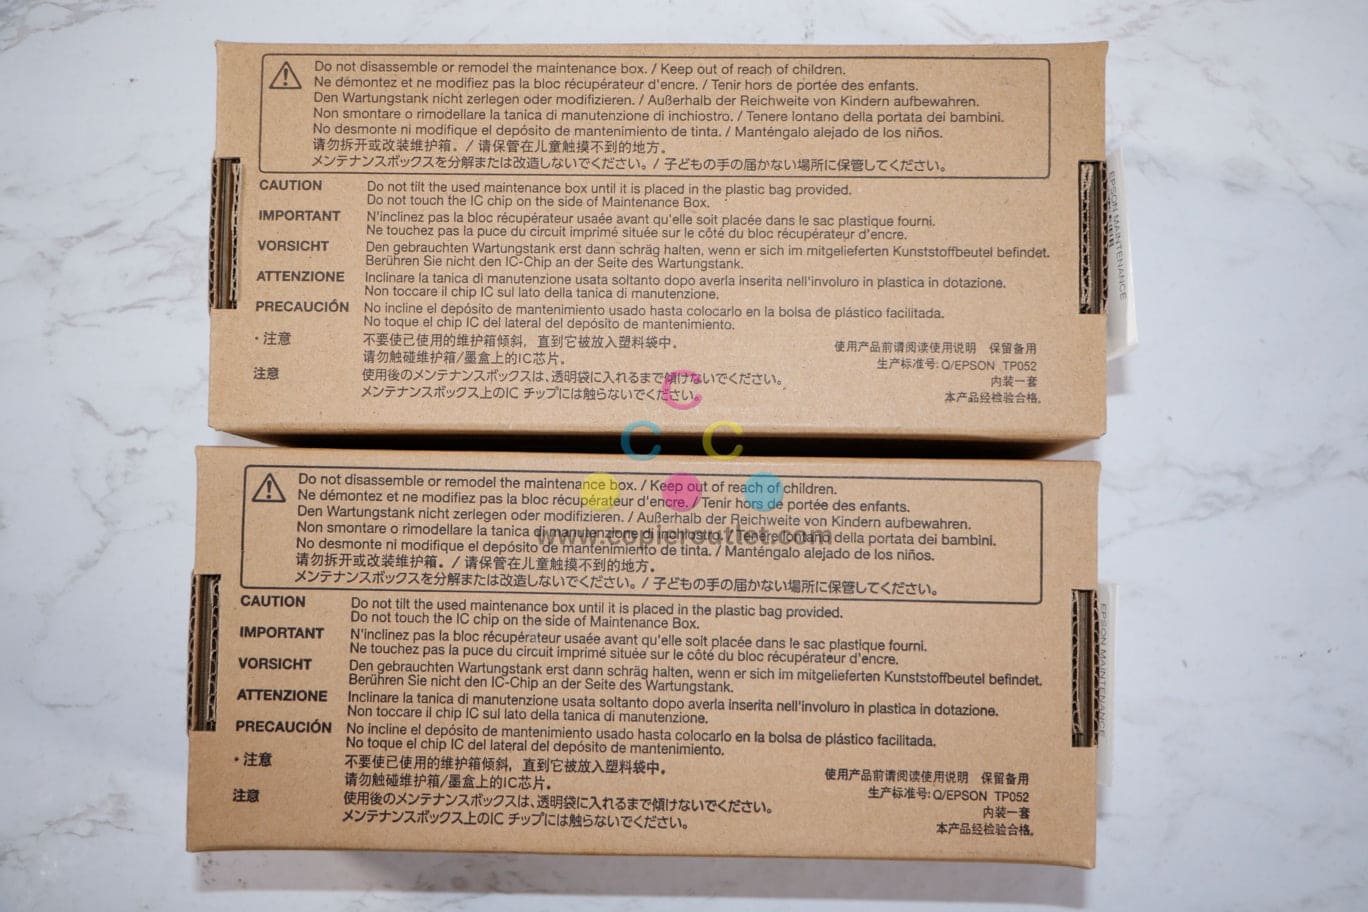 Do not disassemble or remodel the maintenance box. / Keep out of reach of children.
Ne démontez et ne modifiez pas la bloc récupérateur d'encre. / Tenir hors de portée des enfants.
Den Wartungstank nicht zerlegen oder modifizieren. / Außerhalb der Reichweite von Kindern aufbewahren.
Non smontare o rimodellare la tanica di manutenzione di inchiostro. / Tenere lontano della portata dei bambini.
No desmonte ni modifique el depósito de mantenimiento de tinta. / Manténgalo alejado de los niños.
请勿拆开或改装维护箱。/ 请保管在儿童触摸不到的地方。
メンテナンスボックスを分解または改造しないでください。/ 子どもの手の届かない場所に保管してください。
CAUTION Do not tilt the used maintenance box until it is placed in the plastic bag provided.
Do not touch the IC chip on the side of Maintenance Box.
IMPORTANT N'inclinez pas la bloc récupérateur usaée avant qu'elle soit placée dans le sac plastique fourni.
Ne touchez pas la puce du circuit imprimé située sur le côté du bloc récupérateur d'encre.
VORSICHT Den gebrauchten Wartungstank erst dann schräg halten, wenn er sich im mitgelieferten Kunststoffbeutel befindet.
Berühren Sie nicht den IC-Chip an der Seite des Wartungstank.
ATTENZIONE Inclinare la tanica di manutenzione usata soltanto dopo averla inserita nell'involuro in plastica in dotazione.
Non toccare il chip IC sul lato della tanica di manutenzione.
PRECAUCIÓN No incline el depósito de mantenimiento usado hasta colocarlo en la bolsa de plástico facilitada.
No toque el chip IC del lateral del depósito de mantenimiento.
・注意 不要使已使用的维护箱倾斜，直到它被放入塑料袋中。
请勿触碰维护箱/墨盒上的IC芯片。
注意 使用後のメンテナンスボックスは、透明袋に入れるまで傾けないでください。
メンテナンスボックス上のIC チップには触らないでください。
使用产品前请阅读使用说明 保留备用
生产标准号: Q/EPSON TP052
内装一套
本产品经检验合格。
EPSON MAINTENANCE
C
C C
www.copieroutlet.com
Do not disassemble or remodel the maintenance box. / Keep out of reach of children.
Ne démontez et ne modifiez pas la bloc récupérateur d'encre. / Tenir hors de portée des enfants.
Den Wartungstank nicht zerlegen oder modifizieren. / Außerhalb der Reichweite von Kindern aufbewahren.
Non smontare o rimodellare la tanica di manutenzione di inchiostro. / Tenere lontano della portata dei bambini.
No desmonte ni modifique el depósito de mantenimiento de tinta. / Manténgalo alejado de los niños.
请勿拆开或改装维护箱。/ 请保管在儿童触摸不到的地方。
メンテナンスボックスを分解または改造しないでください。/ 子どもの手の届かない場所に保管してください。
CAUTION Do not tilt the used maintenance box until it is placed in the plastic bag provided.
Do not touch the IC chip on the side of Maintenance Box.
IMPORTANT N'inclinez pas la bloc récupérateur usaée avant qu'elle soit placée dans le sac plastique fourni.
Ne touchez pas la puce du circuit imprimé située sur le côté du bloc récupérateur d'encre.
VORSICHT Den gebrauchten Wartungstank erst dann schräg halten, wenn er sich im mitgelieferten Kunststoffbeutel befindet.
Berühren Sie nicht den IC-Chip an der Seite des Wartungstank.
ATTENZIONE Inclinare la tanica di manutenzione usata soltanto dopo averla inserita nell'involuro in plastica in dotazione.
Non toccare il chip IC sul lato della tanica di manutenzione.
PRECAUCIÓN No incline el depósito de mantenimiento usado hasta colocarlo en la bolsa de plástico facilitada.
No toque el chip IC del lateral del depósito de mantenimiento.
・注意 不要使已使用的维护箱倾斜，直到它被放入塑料袋中。
请勿触碰维护箱/墨盒上的IC芯片。
注意 使用後のメンテナンスボックスは、透明袋に入れるまで傾けないでください。
メンテナンスボックス上のIC チップには触らないでください。
使用产品前请阅读使用说明 保留备用
生产标准号: Q/EPSON TP052
内装一套
本产品经检验合格。
EPSON MAINTENANCE